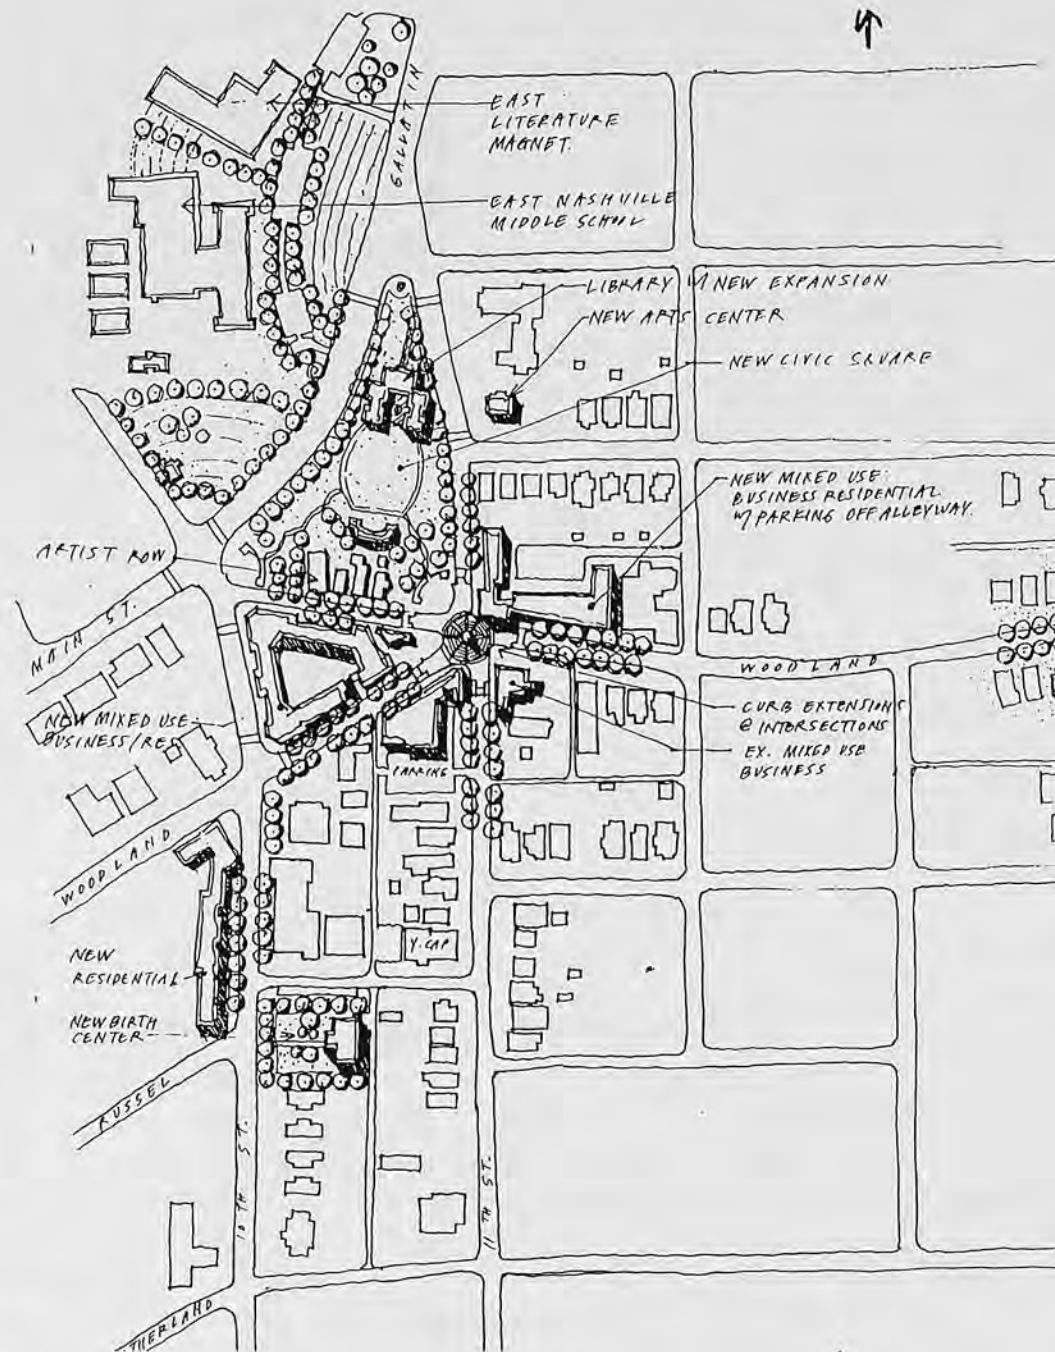 EAST
LITERATURE
MAGNET.
GALLATIN
EAST NASHVILLE
MIDDLE SCHOOL
LIBRARY W/ NEW EXPANSION
NEW ARTS CENTER
NEW CIVIC SQUARE
NEW MIXED USE:
BUSINESS RESIDENTIAL
W/ PARKING OFF ALLEYWAY.
ARTIST ROW
MAIN ST.
WOODLAND
NEW MIXED USE
BUSINESS/RES
CURB EXTENSIONS
@ INTERSECTIONS
EX. MIXED USE
BUSINESS
PARKING
WOODLAND
Y. CAP
NEW
RESIDENTIAL
NEW BIRTH
CENTER
RUSSEL
10TH ST.
11TH ST.
THERLAND